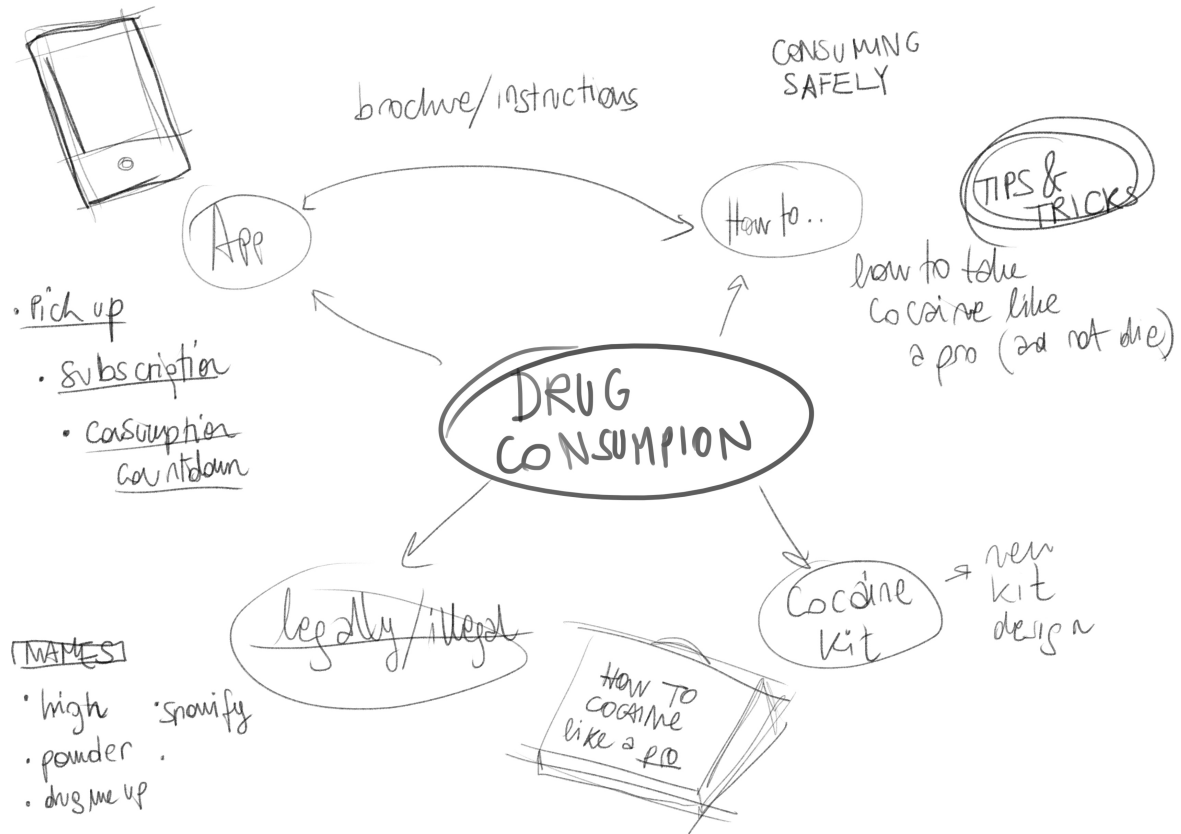 CONSUMING
SAFELY
brochure/instructions
TIPS &
TRICKS
App
How to..
how to take
cocaine like
a pro (and not die)
• Pick up
• subscription
• consumption
countdown
DRUG
CONSUMPION
legally/illegal
Cocaine
Kit
→ new
kit
design
NAMES
• high
• snowify
• powder
•
• drug me up
HOW TO
COCAINE
like a pro